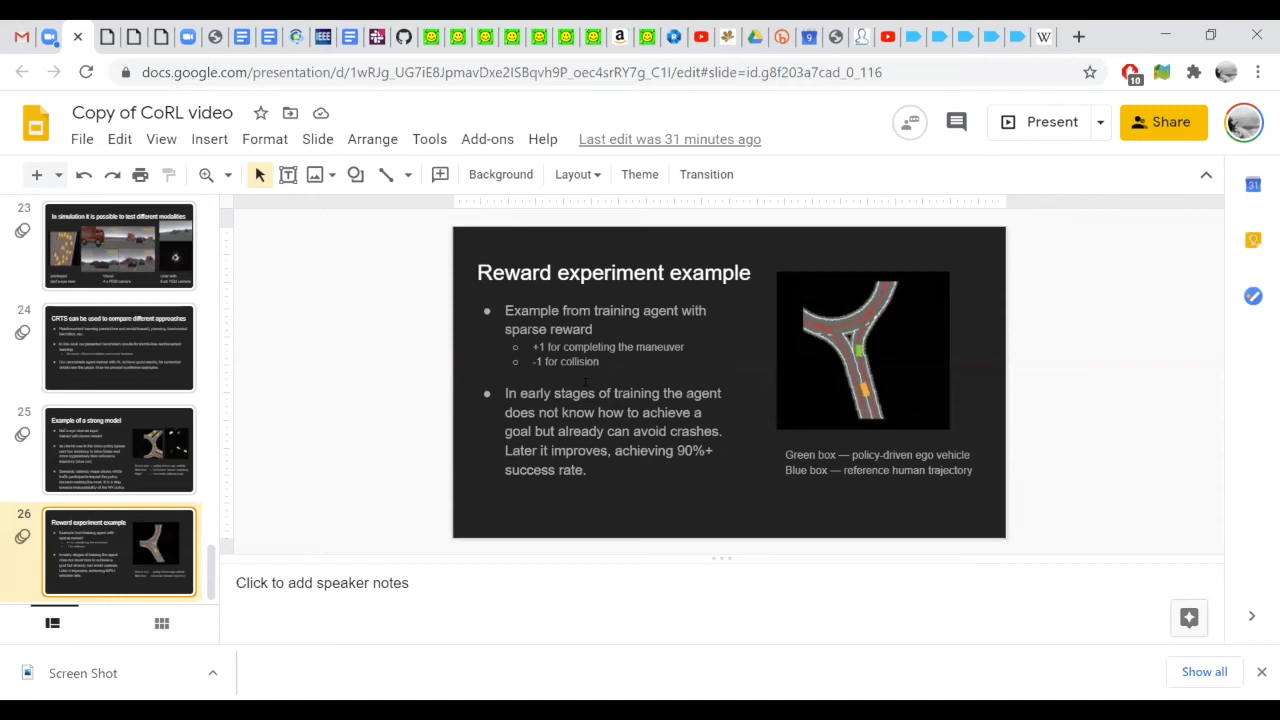 docs.google.com/presentation/d/1wRJg_UG7iE8JpmavDxe2ISBqvh9P_oec4srRY7g_C1I/edit#slide=id.g8f203a7cad_0_116
10
Copy of CoRL video
File Edit View Insert Format Slide Arrange Tools Add-ons Help Last edit was 31 minutes ago
Present
Share
Background Layout Theme Transition
31
23
In simulation it is possible to test different modalities
24
CRTS can be used to compare different approaches
25
Example of a strong model
26
Reward experiment example
Reward experiment example
Example from training agent with
sparse reward
+1 for completing the maneuver
-1 for collision
In early stages of training the agent
does not know how to achieve a
goal but already can avoid crashes.
improves, achieving 90%+
rate.
Green box — policy-driven ego vehicle
Blue box — reference human trajectory
Click to add speaker notes
Screen Shot
Show all